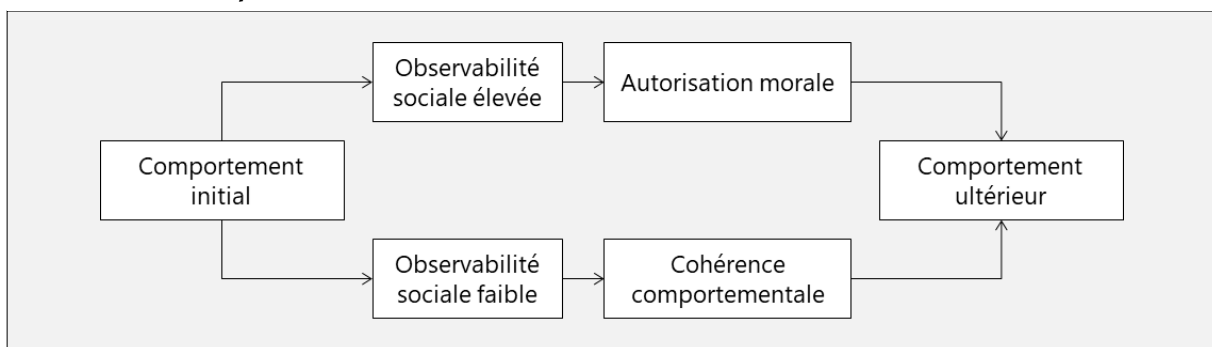 Observabilité
sociale élevée
Autorisation morale
Comportement
initial
Comportement
ultérieur
Observabilité
sociale faible
Cohérence
comportementale